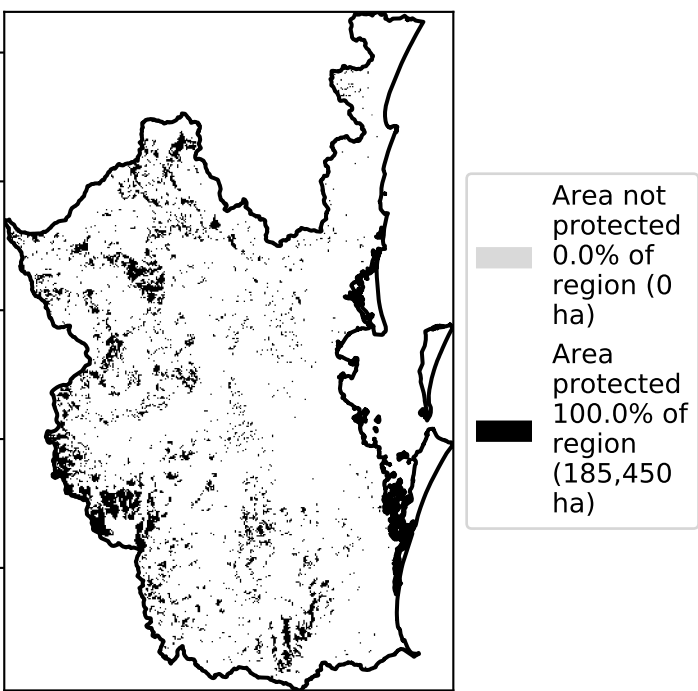 Area not
protected
0.0% of
region (0
ha)
Area
protected
100.0% of
region
(185,450
ha)